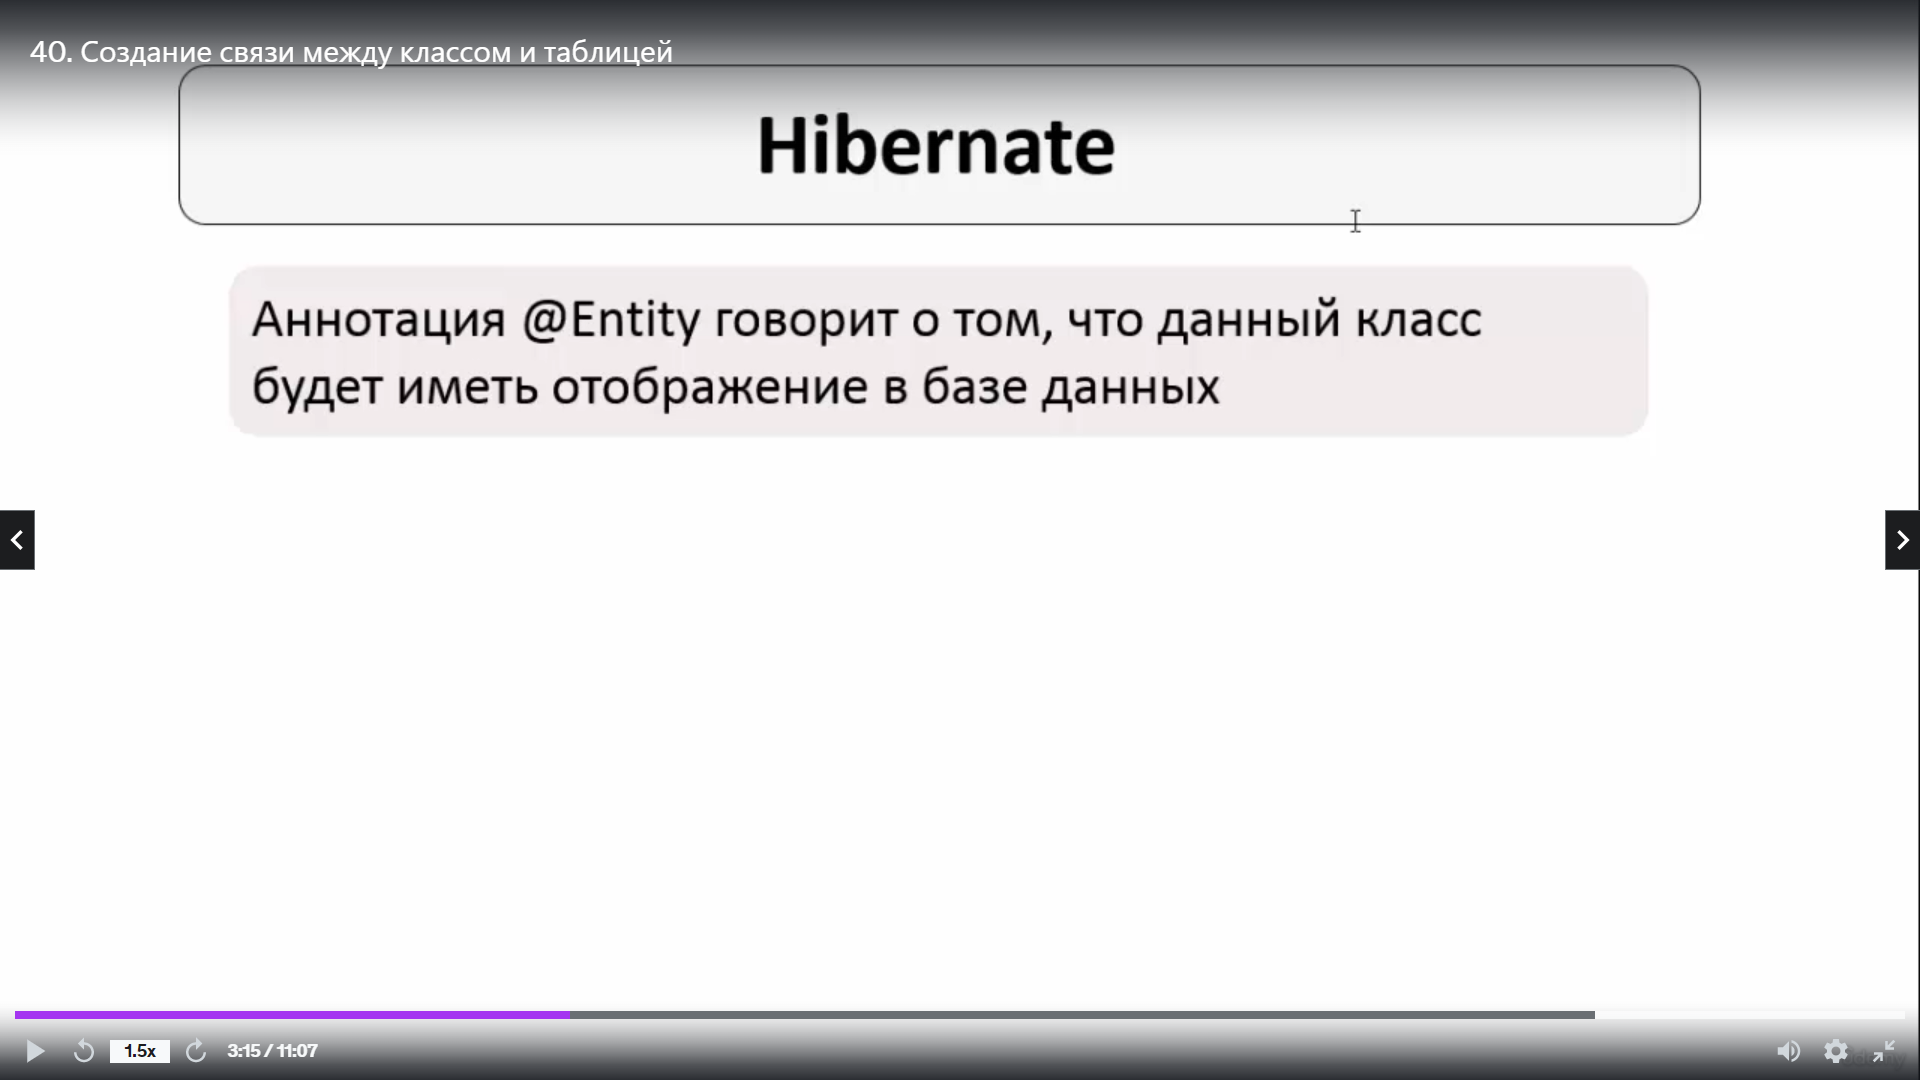 40. Создание связи между классом и таблицей
Hibernate
Аннотация @Entity говорит о том, что данный класс
будет иметь отображение в базе данных
1.5x
3:15 / 11:07